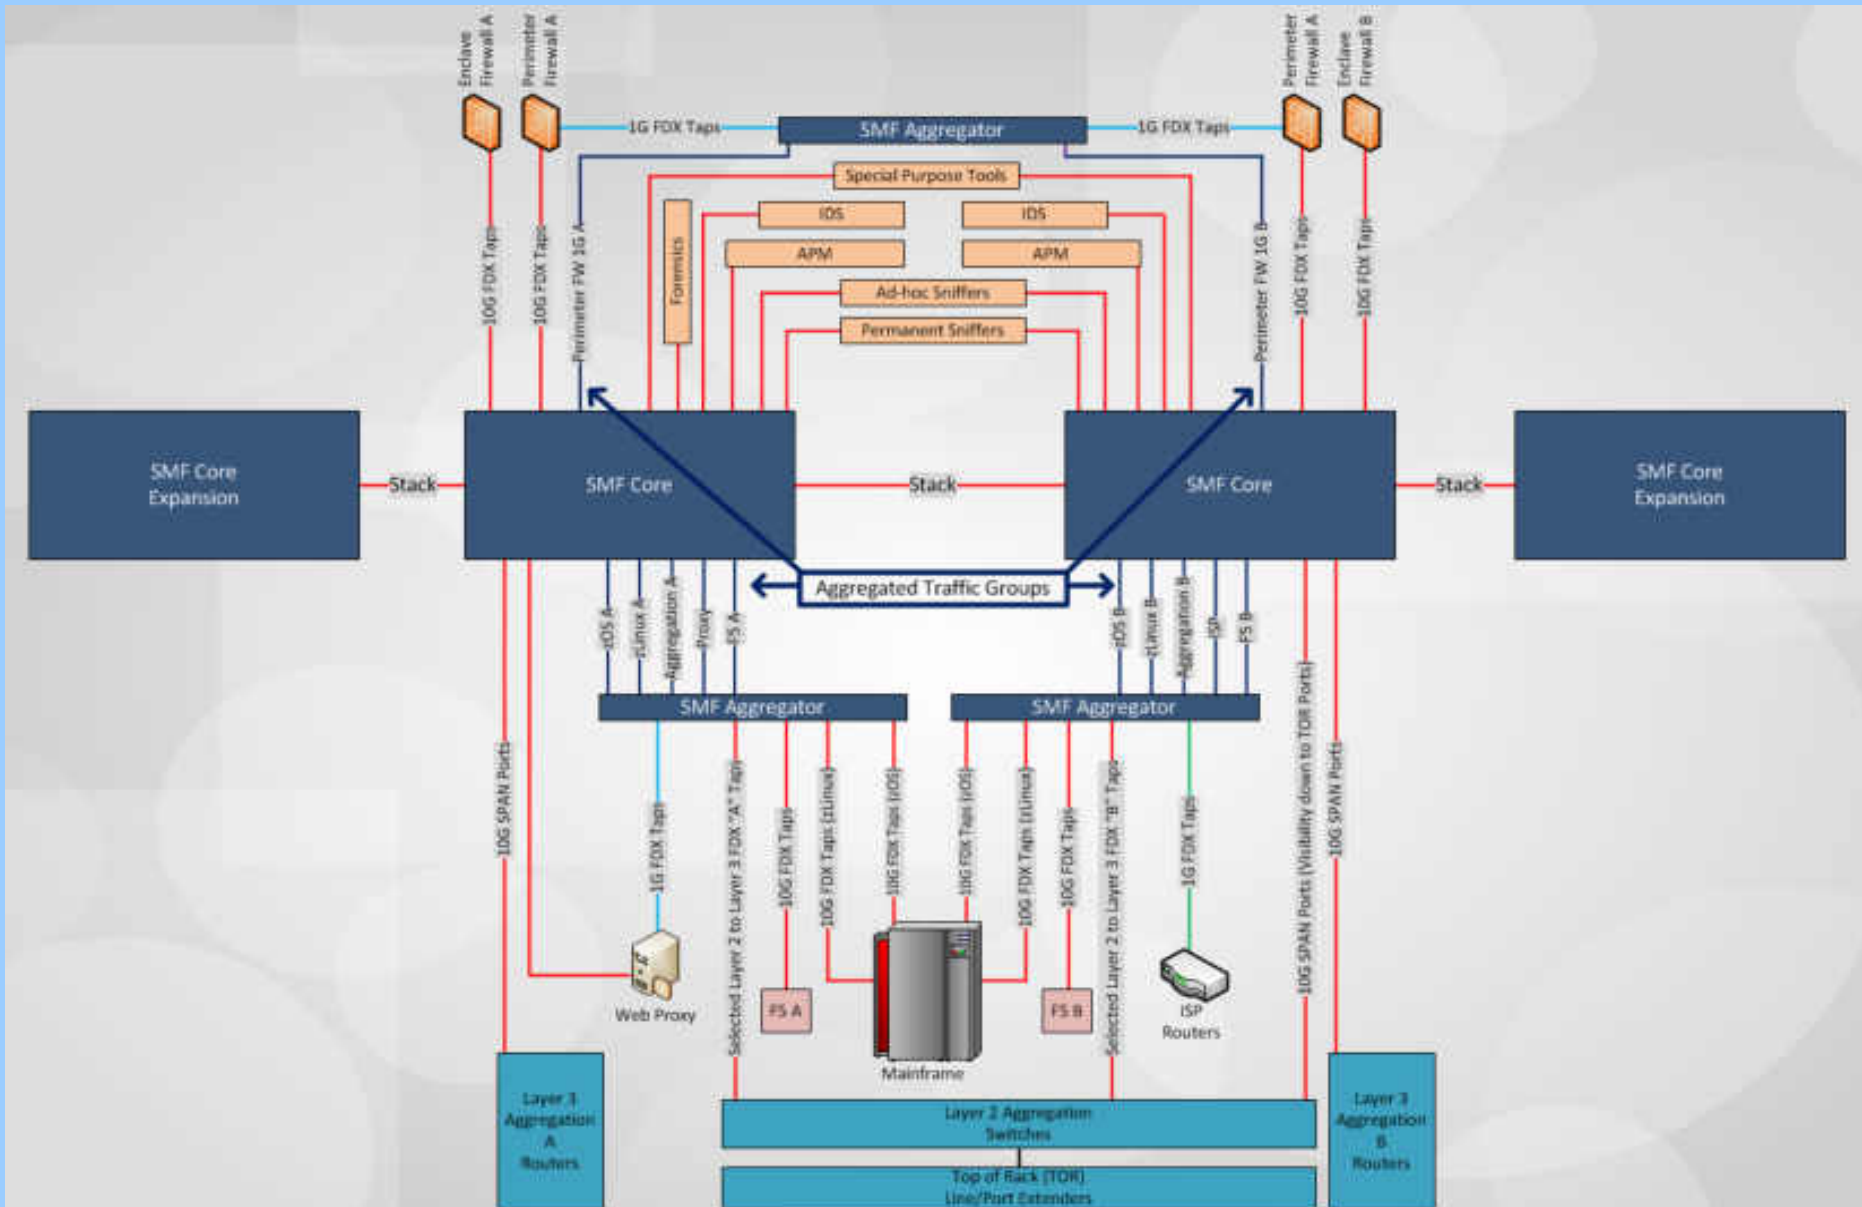 Enclave
Firewall A
Perimeter
Firewall A
Perimeter
Firewall A
Enclave
Firewall B
1G FDX Taps
SMF Aggregator
1G FDX Taps
Special Purpose Tools
IDS
IDS
APM
APM
Forensics
Ad-hoc Sniffers
Permanent Sniffers
10G FDX Taps
10G FDX Taps
Perimeter FW 1G A
Perimeter FW 1G B
10G FDX Taps
10G FDX Taps
SMF Core
Expansion
Stack
SMF Core
Stack
SMF Core
Stack
SMF Core
Expansion
Aggregated Traffic Groups
zOS A
zLinux A
Aggregation A
Proxy
F5 A
zOS B
zLinux B
Aggregation B
ISP
F5 B
SMF Aggregator
SMF Aggregator
10G SPAN Ports
1G FDX Taps
Selected Layer 2 to Layer 3 FDX "A" Taps
10G FDX Taps
10G FDX Taps (zLinux)
10G FDX Taps (zOS)
10G FDX Taps (zOS)
10G FDX Taps (zLinux)
10G FDX Taps
Selected Layer 2 to Layer 3 FDX "B" Taps
1G FDX Taps
10G SPAN Ports (Visibility down to TOR Ports)
10G SPAN Ports
Web Proxy
F5 A
Mainframe
F5 B
ISP
Routers
Layer 3
Aggregation
A
Routers
Layer 2 Aggregation
Switches
Top of Rack (TOR)
Line/Port Extenders
Layer 3
Aggregation
B
Routers